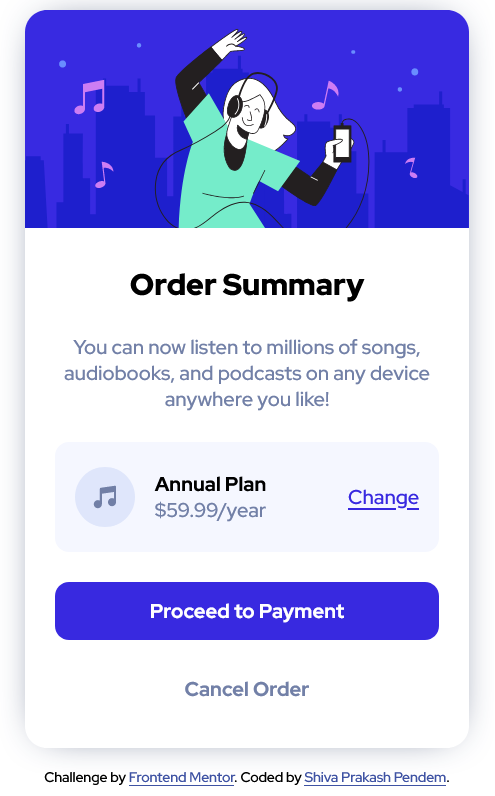 Order Summary
You can now listen to millions of songs,
audiobooks, and podcasts on any device
anywhere you like!
Annual Plan
$59.99/year
Change
Proceed to Payment
Cancel Order
Challenge by Frontend Mentor. Coded by Shiva Prakash Pendem.